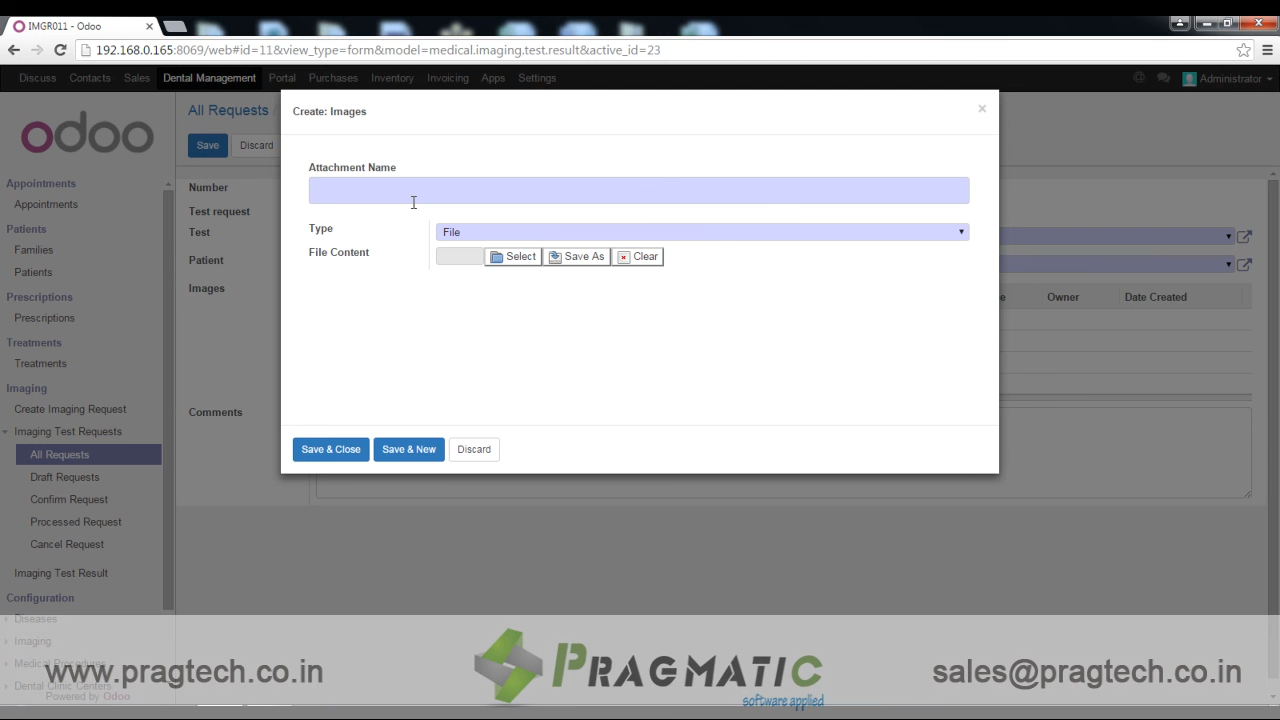 IMGR011 - Odoo
192.168.0.165:8069/web#id=11&view_type=form&model=medical.imaging.test.result&active_id=23
Discuss Contacts Sales Dental Management Portal Purchases Inventory Invoicing Apps Settings Administrator
odoo
All Requests /
Save Discard
Create: Images
Attachment Name
Type File
File Content Select Save As Clear
Save & Close Save & New Discard
Number
Test request
Test
Patient
Images
Owner Date Created
Comments
Appointments
Appointments
Patients
Families
Patients
Prescriptions
Prescriptions
Treatments
Treatments
Imaging
Create Imaging Request
Imaging Test Requests
All Requests
Draft Requests
Confirm Request
Processed Request
Cancel Request
Imaging Test Result
Configuration
Diseases
Imaging
Medical Procedures
Dental Clinic Centers
Powered by Odoo
www.pragtech.co.in
PRAGMATIC
software applied
sales@pragtech.co.in